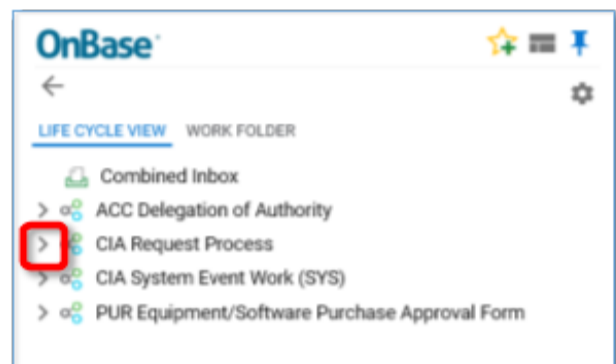 OnBase
LIFE CYCLE VIEW WORK FOLDER
Combined Inbox
ACC Delegation of Authority
CIA Request Process
CIA System Event Work (SYS)
PUR Equipment/Software Purchase Approval Form